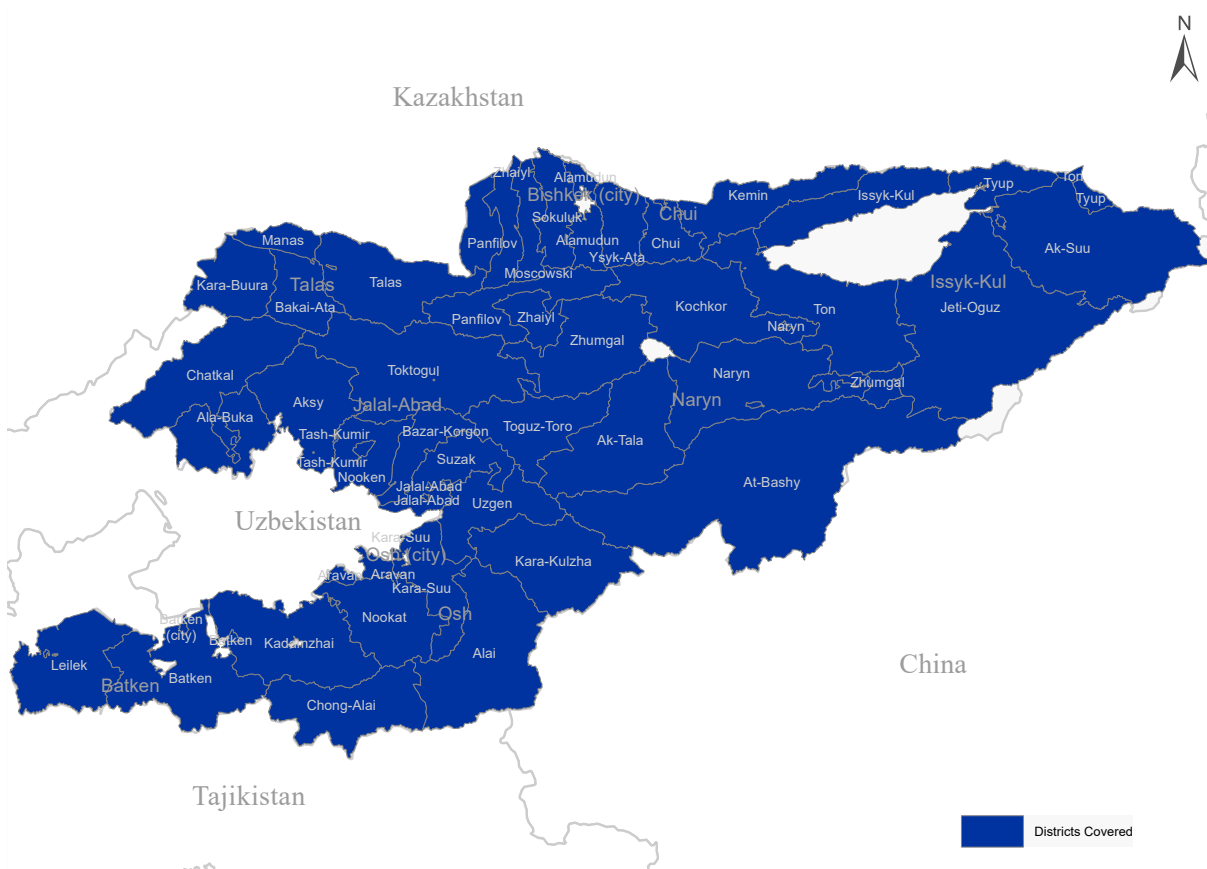 N
Kazakhstan
Zhaiyl
Alamudun
Bishkek (city)
Sokuluk
Chui
Kemin
Issyk-Kul
Tyup
Ton
Tyup
Manas
Panfilov
Alamudun
Chui
Ysyk-Ata
Ak-Suu
Kara-Buura
Talas
Talas
Moscowski
Issyk-Kul
Bakai-Ata
Panfilov
Zhaiyl
Kochkor
Ton
Jeti-Oguz
Naryn
Zhumgal
Chatkal
Toktogul
Naryn
Zhumgal
Aksy
Jalal-Abad
Naryn
Ala-Buka
Tash-Kumir
Bazar-Korgon
Toguz-Toro
Ak-Tala
Tash-Kumir
Suzak
Nooken
Jalal-Abad
Jalal-Abad
Uzgen
At-Bashy
Uzbekistan
Kara-Suu
Osh (city)
Kara-Kulzha
Aravan
Aravan
Kara-Suu
Batken
(city)
Nookat
Osh
Batken
Kadamzhai
Alai
Leilek
Batken
Batken
China
Chong-Alai
Tajikistan
Districts Covered